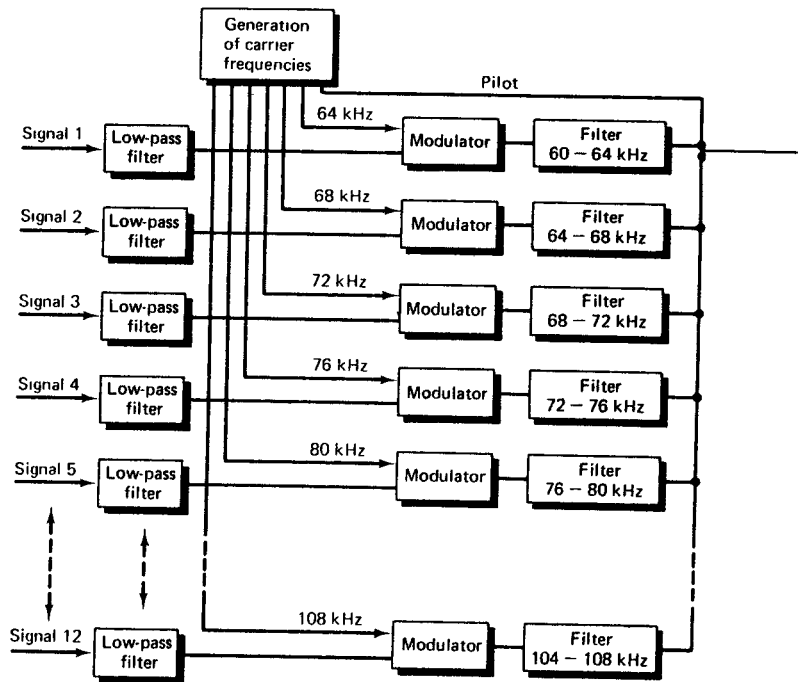 Generation
of carrier
frequencies
Pilot
Signal 1
Low-pass
filter
64 kHz
Modulator
Filter
60 – 64 kHz
Signal 2
Low-pass
filter
68 kHz
Modulator
Filter
64 – 68 kHz
Signal 3
Low-pass
filter
72 kHz
Modulator
Filter
68 – 72 kHz
Signal 4
Low-pass
filter
76 kHz
Modulator
Filter
72 – 76 kHz
Signal 5
Low-pass
filter
80 kHz
Modulator
Filter
76 – 80 kHz
Signal 12
Low-pass
filter
108 kHz
Modulator
Filter
104 – 108 kHz